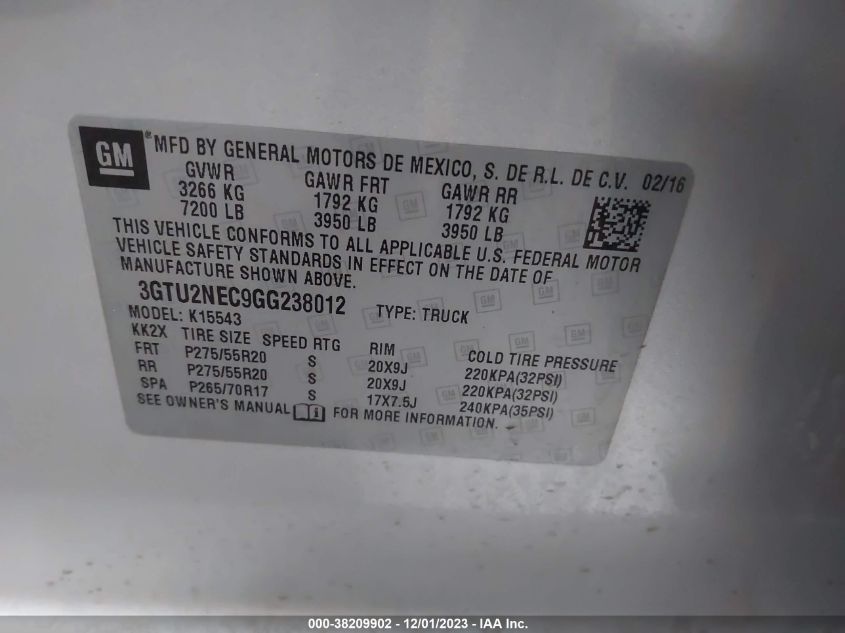 GM
® MFD BY GENERAL MOTORS DE MEXICO, S. DE R.L. DE C.V. 02/16
GVWR GAWR FRT GAWR RR
3266 KG 1792 KG 1792 KG
7200 LB 3950 LB 3950 LB
THIS VEHICLE CONFORMS TO ALL APPLICABLE U.S. FEDERAL MOTOR
VEHICLE SAFETY STANDARDS IN EFFECT ON THE DATE OF
MANUFACTURE SHOWN ABOVE.
3GTU2NEC9GG238012 TYPE: TRUCK
MODEL: K15543
KK2X TIRE SIZE SPEED RTG RIM COLD TIRE PRESSURE
FRT P275/55R20 S 20X9J 220KPA(32PSI)
RR P275/55R20 S 20X9J 220KPA(32PSI)
SPA P265/70R17 S 17X7.5J 240KPA(35PSI)
SEE OWNER'S MANUAL FOR MORE INFORMATION.
000-38209902 - 12/01/2023 - IAA Inc.